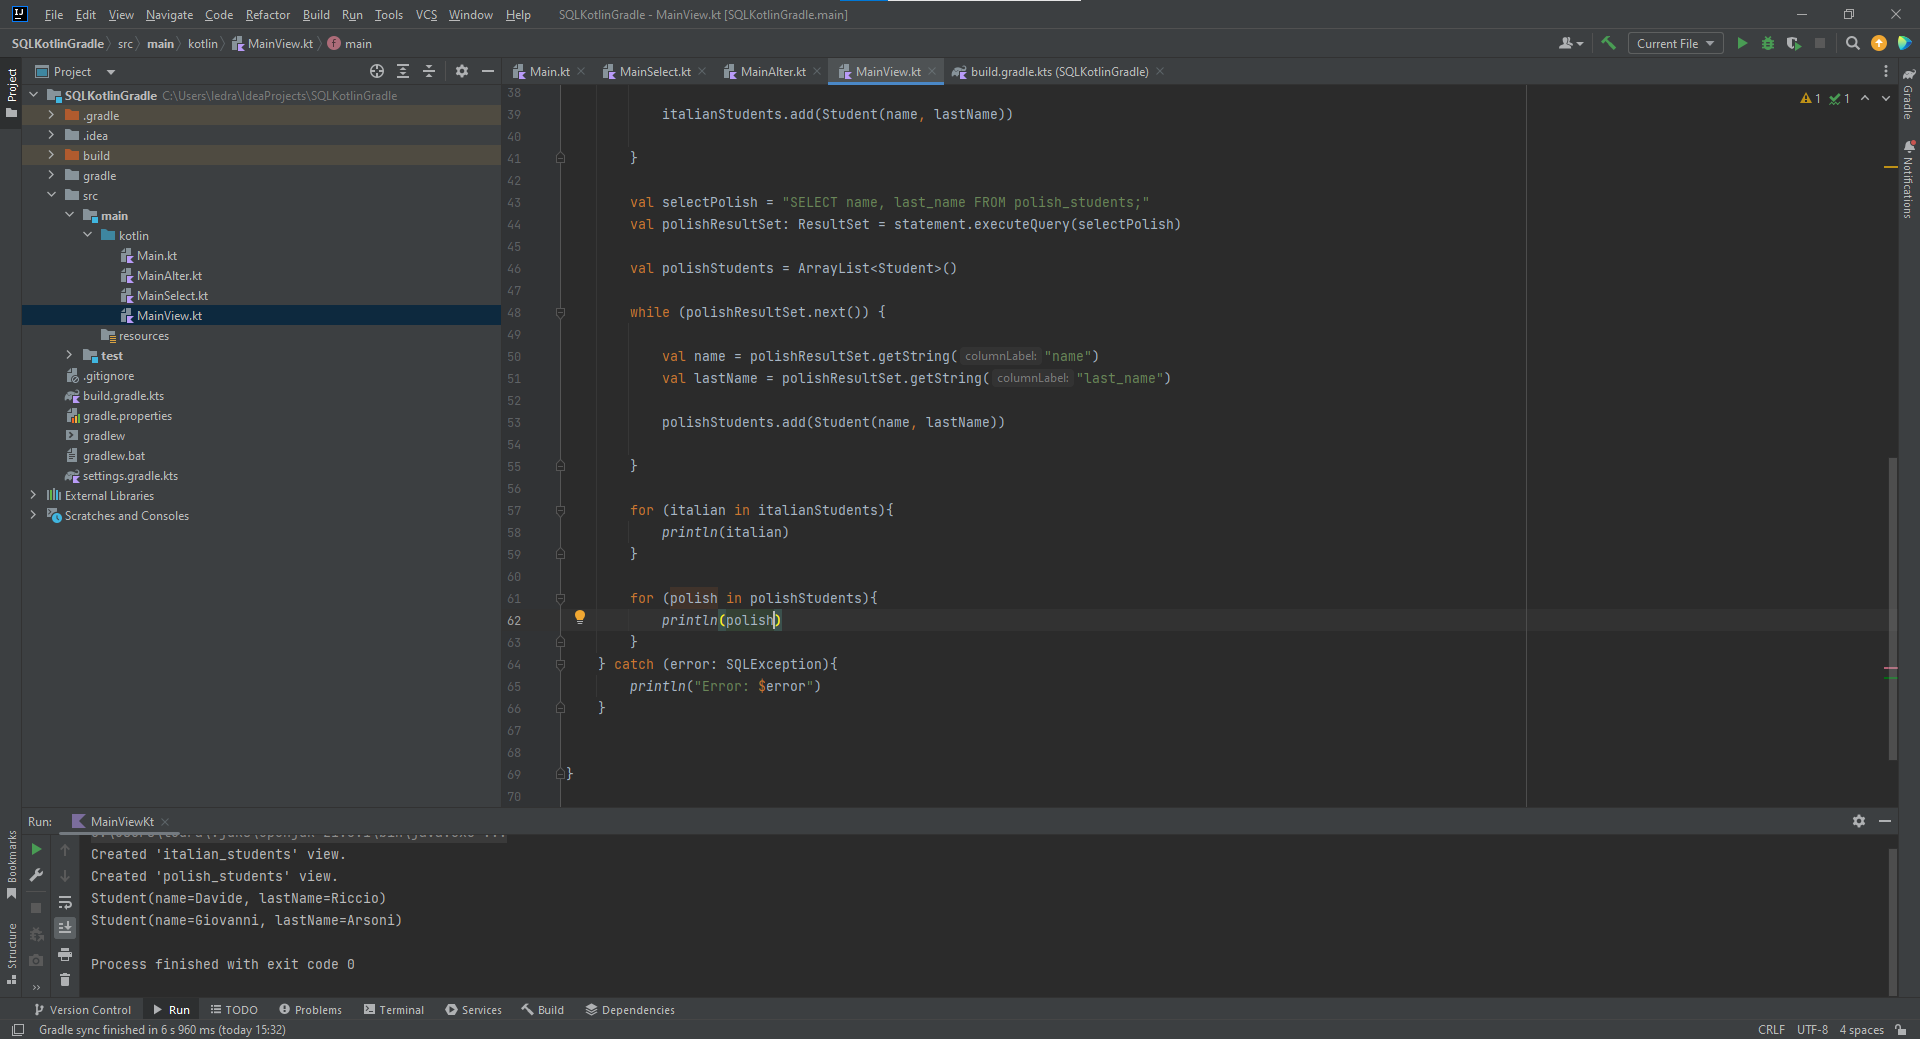 File Edit View Navigate Code Refactor Build Run Tools VCS Window Help SQLKotlinGradle - MainView.kt [SQLKotlinGradle.main]
SQLKotlinGradle src main kotlin MainView.kt main
Current File
Project
Main.kt MainSelect.kt MainAlter.kt MainView.kt build.gradle.kts (SQLKotlinGradle)
Project
Bookmarks
Structure
Gradle
Notifications
SQLKotlinGradle C:\Users\ledra\IdeaProjects\SQLKotlinGradle
.gradle
.idea
build
gradle
src
main
kotlin
Main.kt
MainAlter.kt
MainSelect.kt
MainView.kt
resources
test
.gitignore
build.gradle.kts
gradle.properties
gradlew
gradlew.bat
settings.gradle.kts
External Libraries
Scratches and Consoles
1 1
38
39 italianStudents.add(Student(name, lastName))
40
41 }
42
43 val selectPolish = "SELECT name, last_name FROM polish_students;"
44 val polishResultSet: ResultSet = statement.executeQuery(selectPolish)
45
46 val polishStudents = ArrayList<Student>()
47
48 while (polishResultSet.next()) {
49
50 val name = polishResultSet.getString( columnLabel: "name")
51 val lastName = polishResultSet.getString( columnLabel: "last_name")
52
53 polishStudents.add(Student(name, lastName))
54
55 }
56
57 for (italian in italianStudents){
58 println(italian)
59 }
60
61 for (polish in polishStudents){
62 println(polish)
63 }
64 } catch (error: SQLException){
65 println("Error: $error")
66 }
67
68
69 }
70
Run: MainViewKt
Created 'italian_students' view.
Created 'polish_students' view.
Student(name=Davide, lastName=Riccio)
Student(name=Giovanni, lastName=Arsoni)
Process finished with exit code 0
Version Control Run TODO Problems Terminal Services Build Dependencies
Gradle sync finished in 6 s 960 ms (today 15:32) CRLF UTF-8 4 spaces